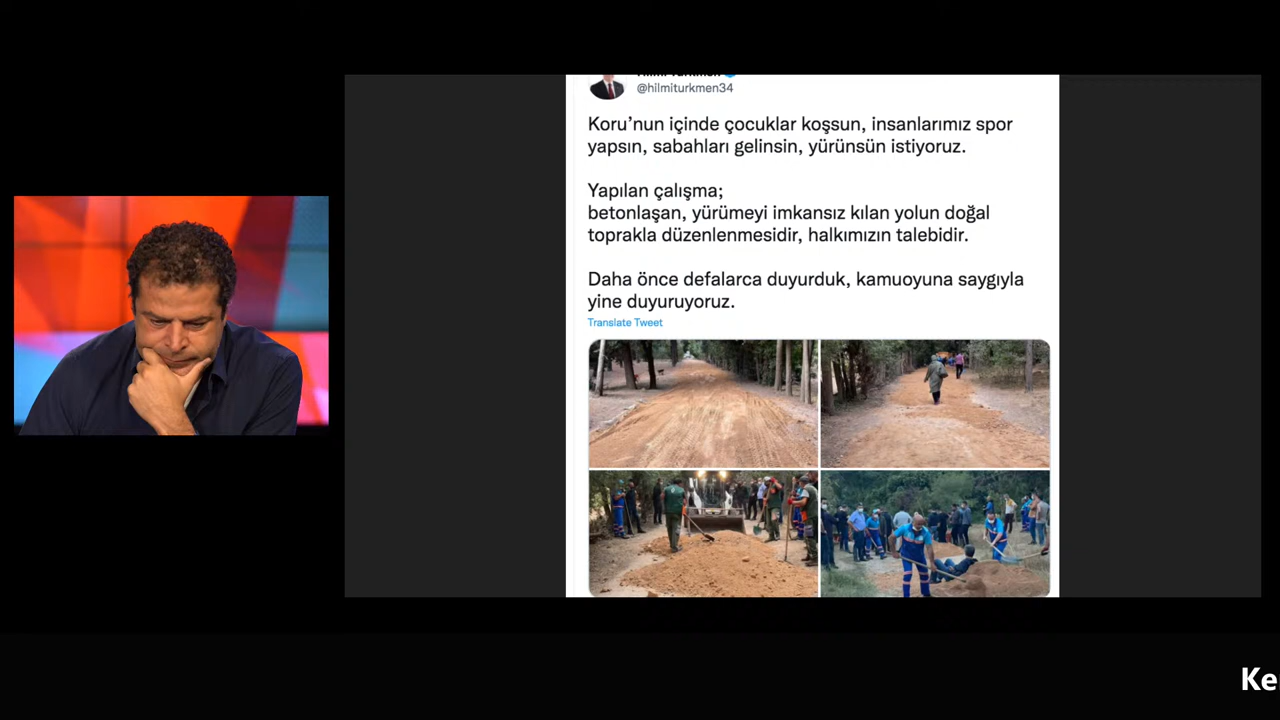 @hilmiturkmen34
Koru’nun içinde çocuklar koşsun, insanlarımız spor
yapsın, sabahları gelinsin, yürünsün istiyoruz.
Yapılan çalışma;
betonlaşan, yürümeyi imkansız kılan yolun doğal
toprakla düzenlenmesidir, halkımızın talebidir.
Daha önce defalarca duyurduk, kamuoyuna saygıyla
yine duyuruyoruz.
Translate Tweet
Ke